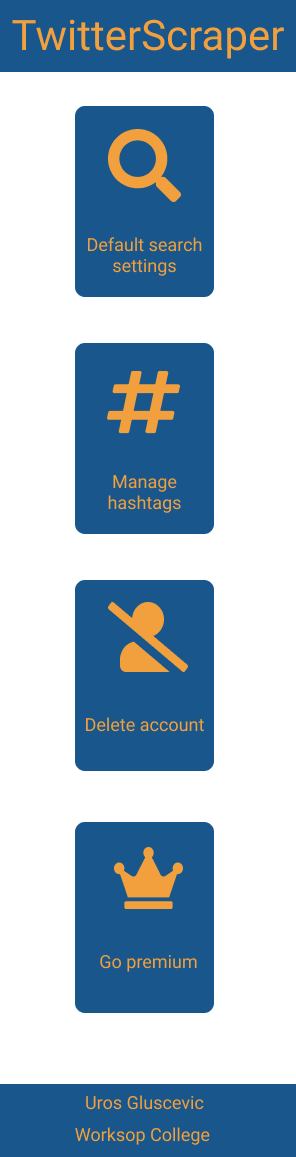 TwitterScraper
Default search
settings
Manage
hashtags
Delete account
Go premium
Uros Gluscevic
Worksop College